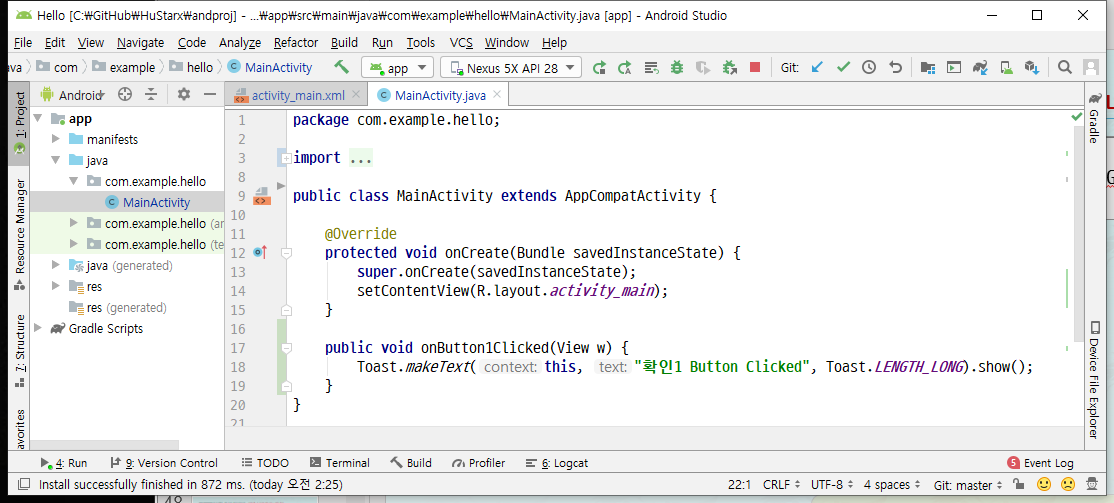 Hello [C:₩GitHub₩HuStarx₩andproj] - ...₩app₩src₩main₩java₩com₩example₩hello₩MainActivity.java [app] - Android Studio
File Edit View Navigate Code Analyze Refactor Build Run Tools VCS Window Help
ava com example hello MainActivity app Nexus 5X API 28 Git:
Android activity_main.xml MainActivity.java
1: Project
Resource Manager
7: Structure
avorites
app
manifests
java
com.example.hello
MainActivity
com.example.hello (an
com.example.hello (te
java (generated)
res
res (generated)
Gradle Scripts
1 package com.example.hello;
2
3 import ...
8
9 public class MainActivity extends AppCompatActivity {
10
11 @Override
12 protected void onCreate(Bundle savedInstanceState) {
13 super.onCreate(savedInstanceState);
14 setContentView(R.layout.activity_main);
15 }
16
17 public void onButton1Clicked(View w) {
18 Toast.makeText( context: this, text: "확인1 Button Clicked", Toast.LENGTH_LONG).show();
19 }
20 }
21
Gradle
Device File Explorer
4: Run 9: Version Control TODO Terminal Build Profiler 6: Logcat 5 Event Log
Install successfully finished in 872 ms. (today 오전 2:25) 22:1 CRLF UTF-8 4 spaces Git: master